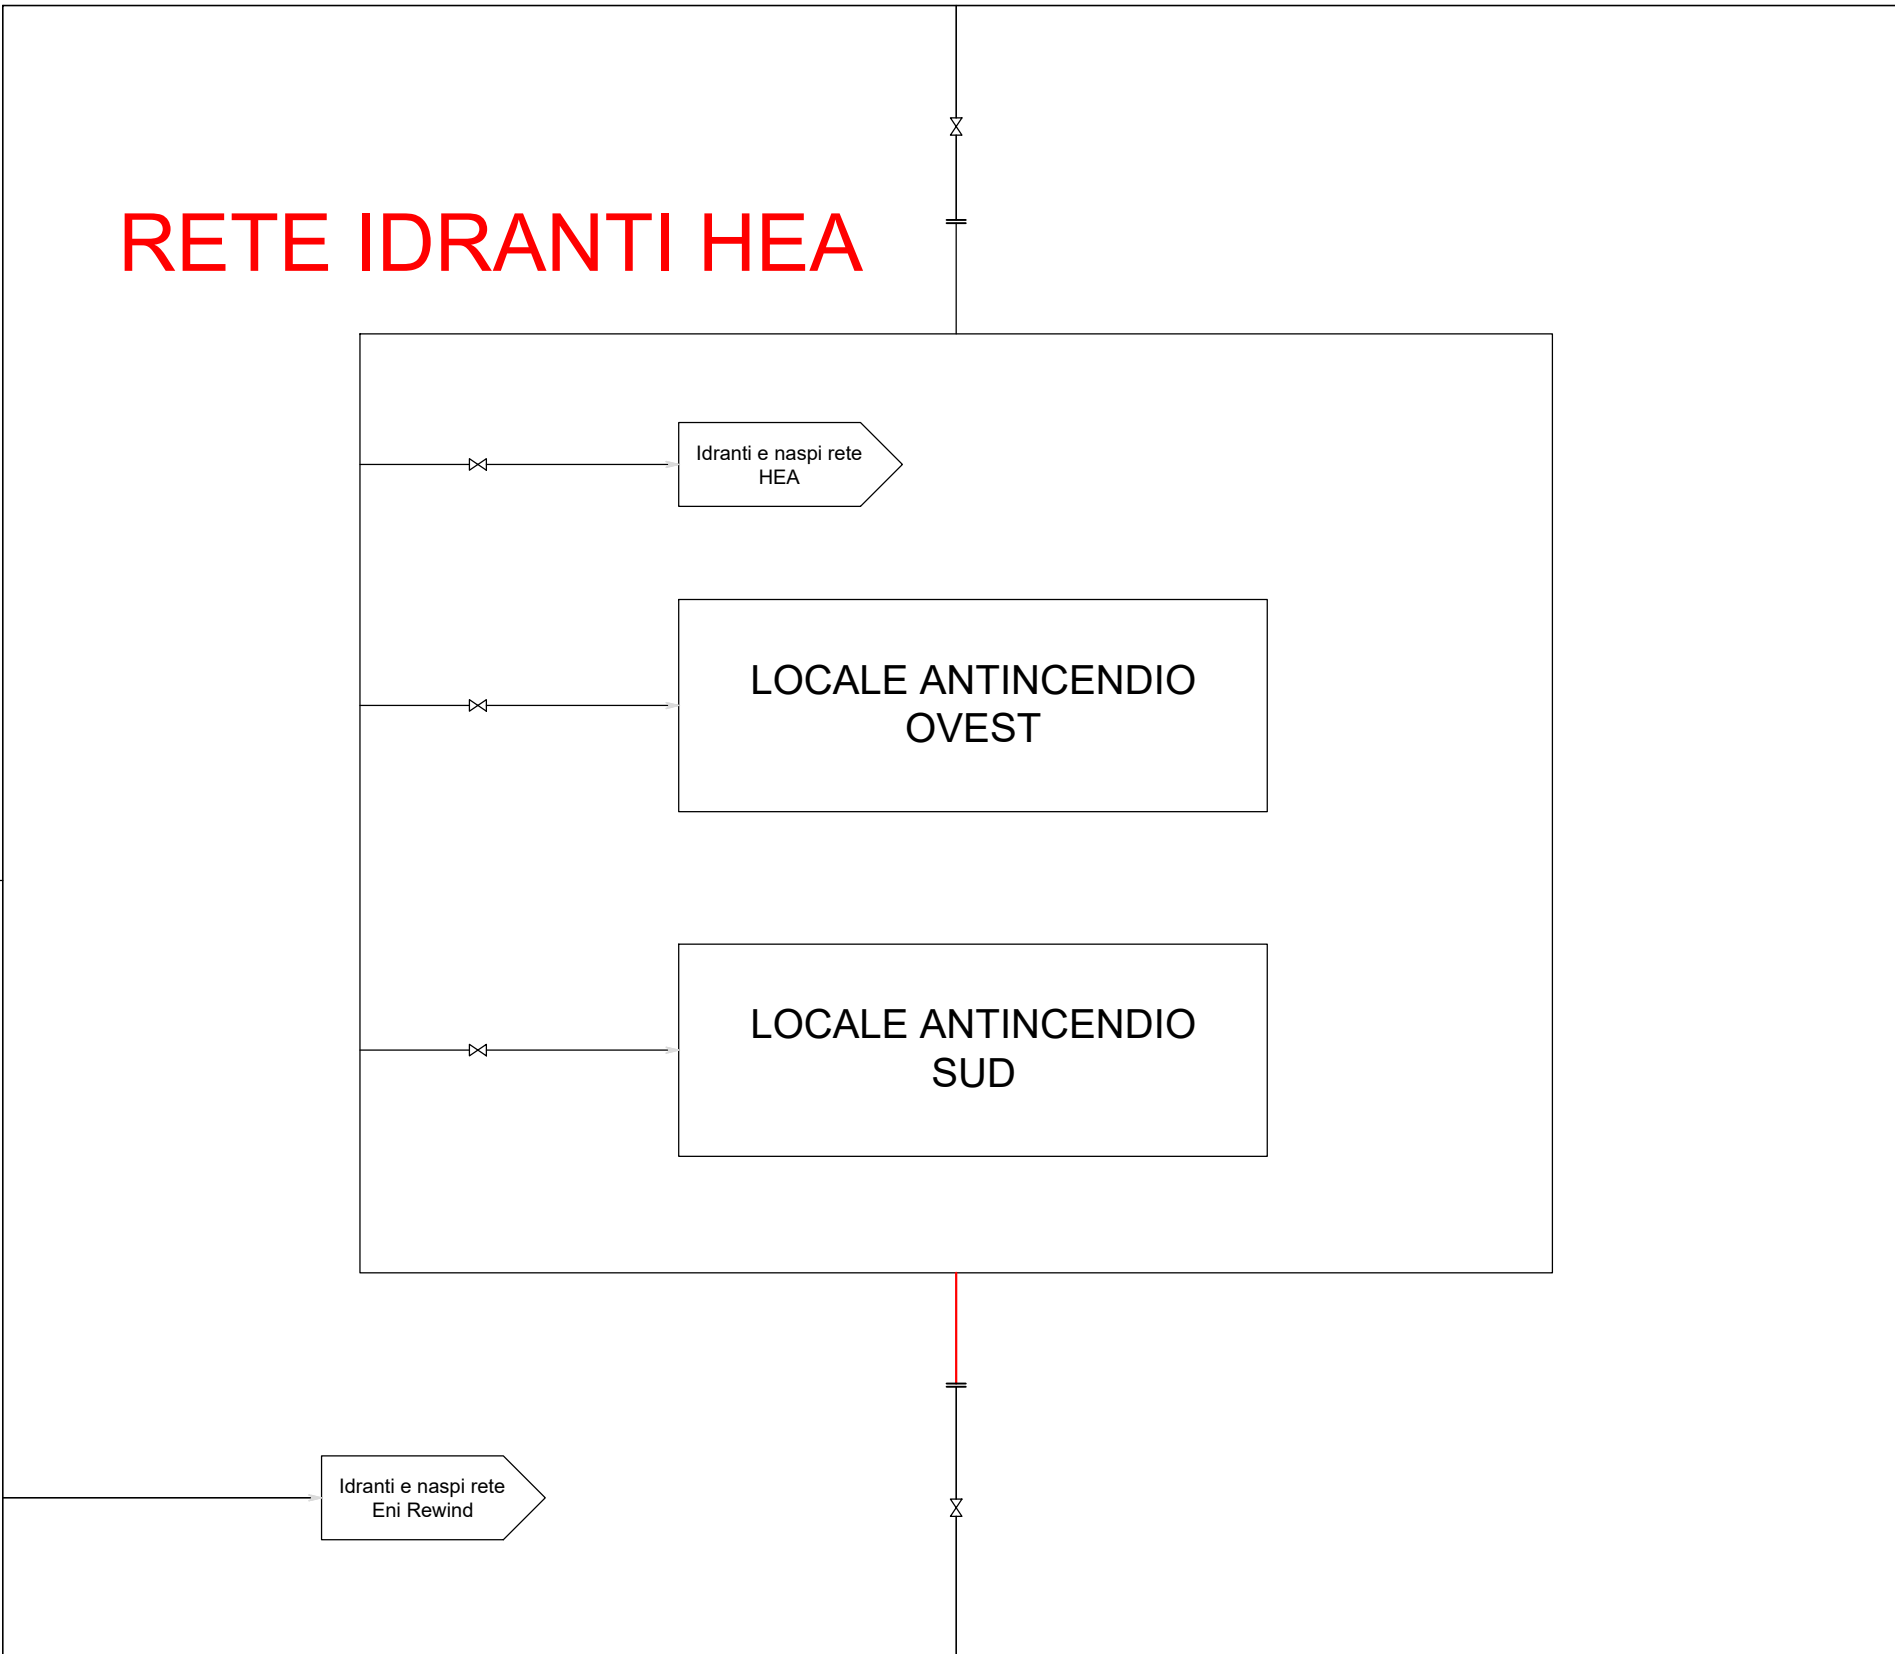 RETE IDRANTI HEA
Idranti e naspi rete
HEA
LOCALE ANTINCENDIO
OVEST
LOCALE ANTINCENDIO
SUD
Idranti e naspi rete
Eni Rewind